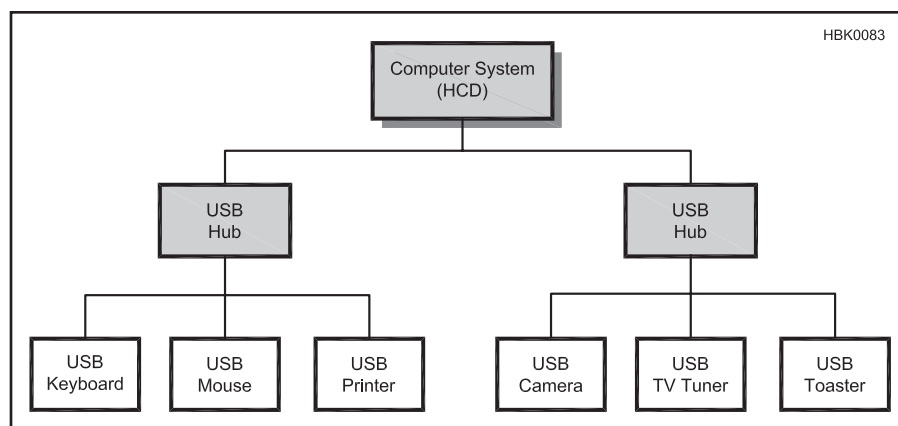 HBK0083
Computer System
(HCD)
USB
Hub
USB
Hub
USB
Keyboard
USB
Mouse
USB
Printer
USB
Camera
USB
TV Tuner
USB
Toaster